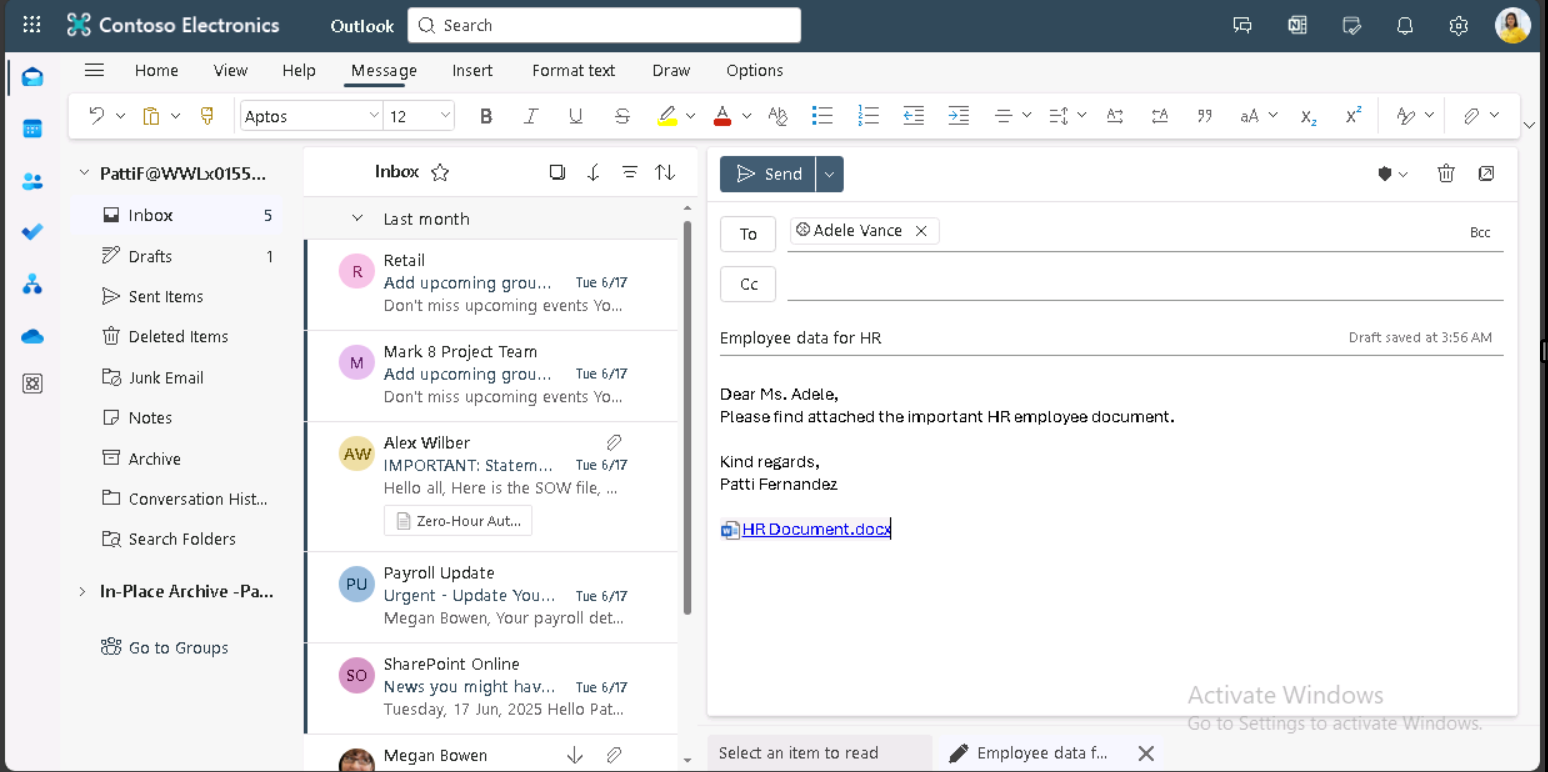 Contoso Electronics
Outlook
Search
Home
View
Help
Message
Insert
Format text
Draw
Options
Aptos
12
PattiF@WWLx0155...
Inbox
5
Drafts
1
Sent Items
Deleted Items
Junk Email
Notes
Archive
Conversation Hist...
Search Folders
In-Place Archive -Pa...
Go to Groups
Inbox
Last month
R
Retail
Add upcoming grou...
Tue 6/17
Don't miss upcoming events Yo...
M
Mark 8 Project Team
Add upcoming grou...
Tue 6/17
Don't miss upcoming events Yo...
AW
Alex Wilber
IMPORTANT: Statem...
Tue 6/17
Hello all, Here is the SOW file, ...
Zero-Hour Aut...
PU
Payroll Update
Urgent - Update You...
Tue 6/17
Megan Bowen, Your payroll det...
SO
SharePoint Online
News you might hav...
Tue 6/17
Tuesday, 17 Jun, 2025 Hello Pat...
Megan Bowen
Send
To
Adele Vance
Bcc
Cc
Employee data for HR
Draft saved at 3:56 AM
Dear Ms. Adele,
Please find attached the important HR employee document.
Kind regards,
Patti Fernandez
HR Document.docx
Activate Windows
Go to Settings to activate Windows.
Select an item to read
Employee data f...